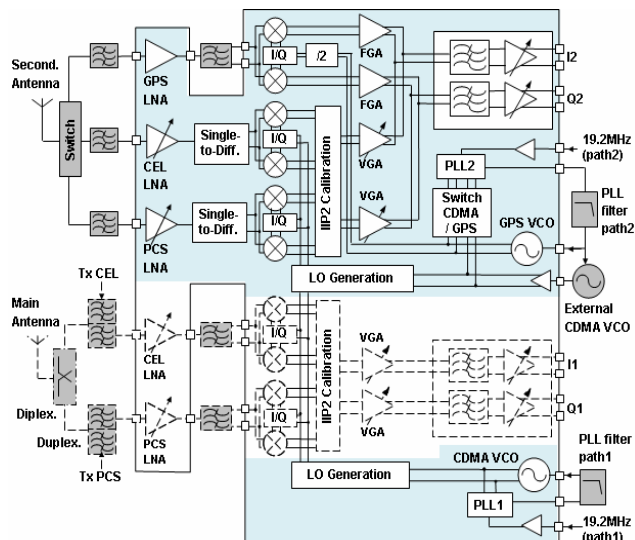 Second.
Antenna
Switch
GPS
LNA
CEL
LNA
PCS
LNA
Single-
to-Diff.
Single-
to-Diff.
I/Q
/2
I/Q
I/Q
IIP2 Calibration
FGA
FGA
VGA
VGA
I2
Q2
19.2MHz
(path2)
PLL2
Switch
CDMA
/ GPS
GPS VCO
PLL
filter
path2
LO Generation
External
CDMA VCO
Tx CEL
Main
Antenna
Diplex.
Duplex.
Tx PCS
CEL
LNA
PCS
LNA
I/Q
I/Q
IIP2 Calibration
VGA
VGA
I1
Q1
LO Generation
CDMA VCO
PLL filter
path1
PLL1
19.2MHz
(path1)